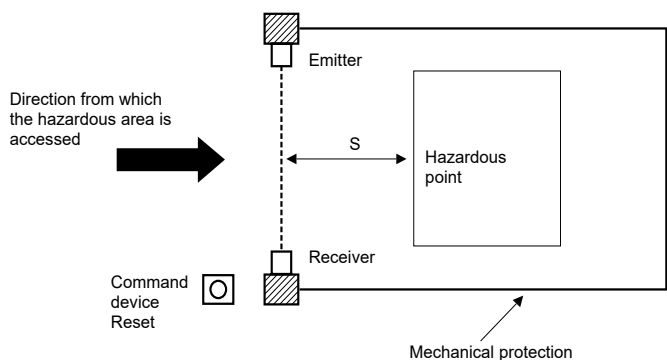 Emitter
Direction from which
the hazardous area is
accessed
S
Hazardous
point
Receiver
Command
device
Reset
Mechanical protection